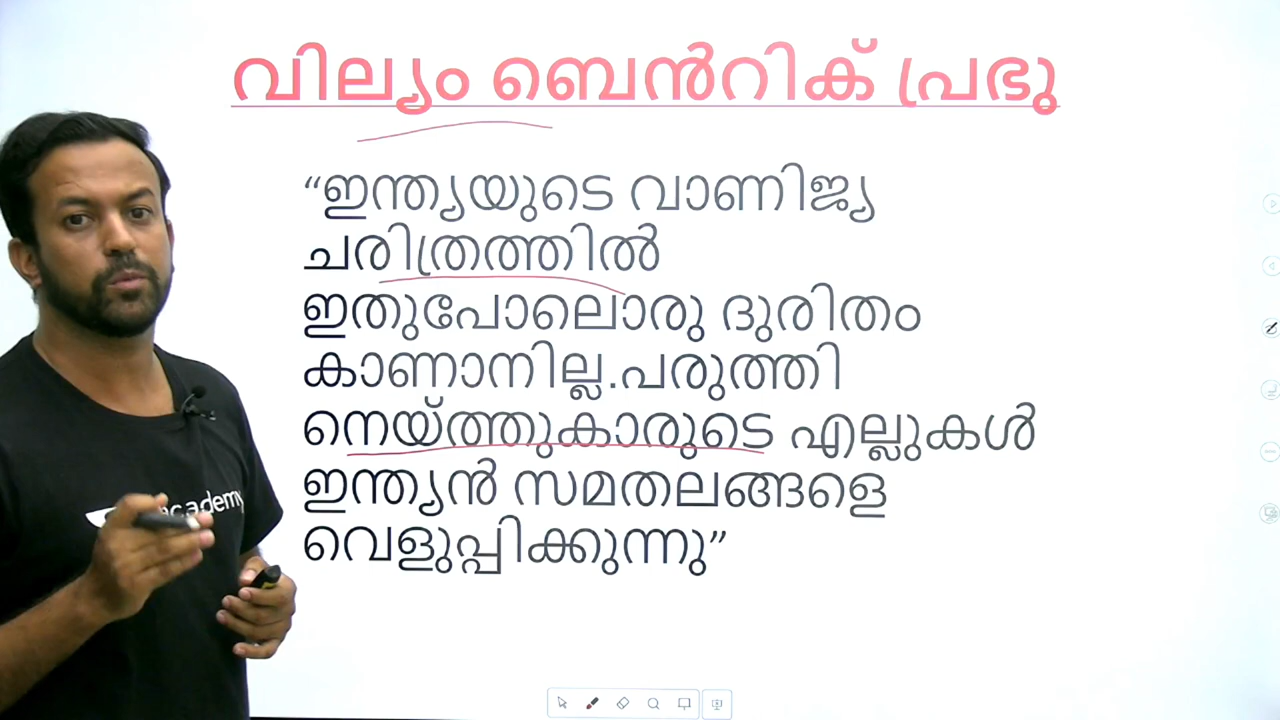 വില്യം ബെൻറിക് പ്രഭു
“ഇന്ത്യയുടെ വാണിജ്യ
ചരിത്രത്തിൽ
ഇതുപോലൊരു ദുരിതം
കാണാനില്ല.പരുത്തി
നെയ്ത്തുകാരുടെ എല്ലുകൾ
ഇന്ത്യൻ സമതലങ്ങളെ
വെളുപ്പിക്കുന്നു”